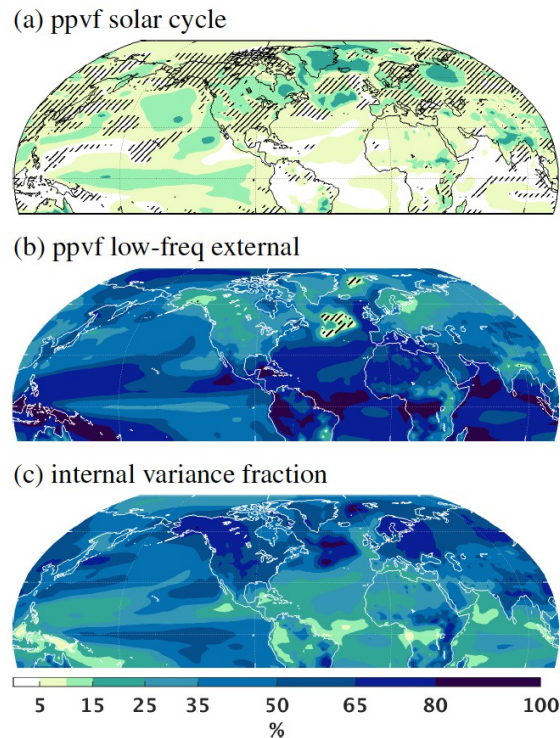 (a) ppvf solar cycle
(b) ppvf low-freq external
(c) internal variance fraction
5 15 25 35 50 65 80 100
%